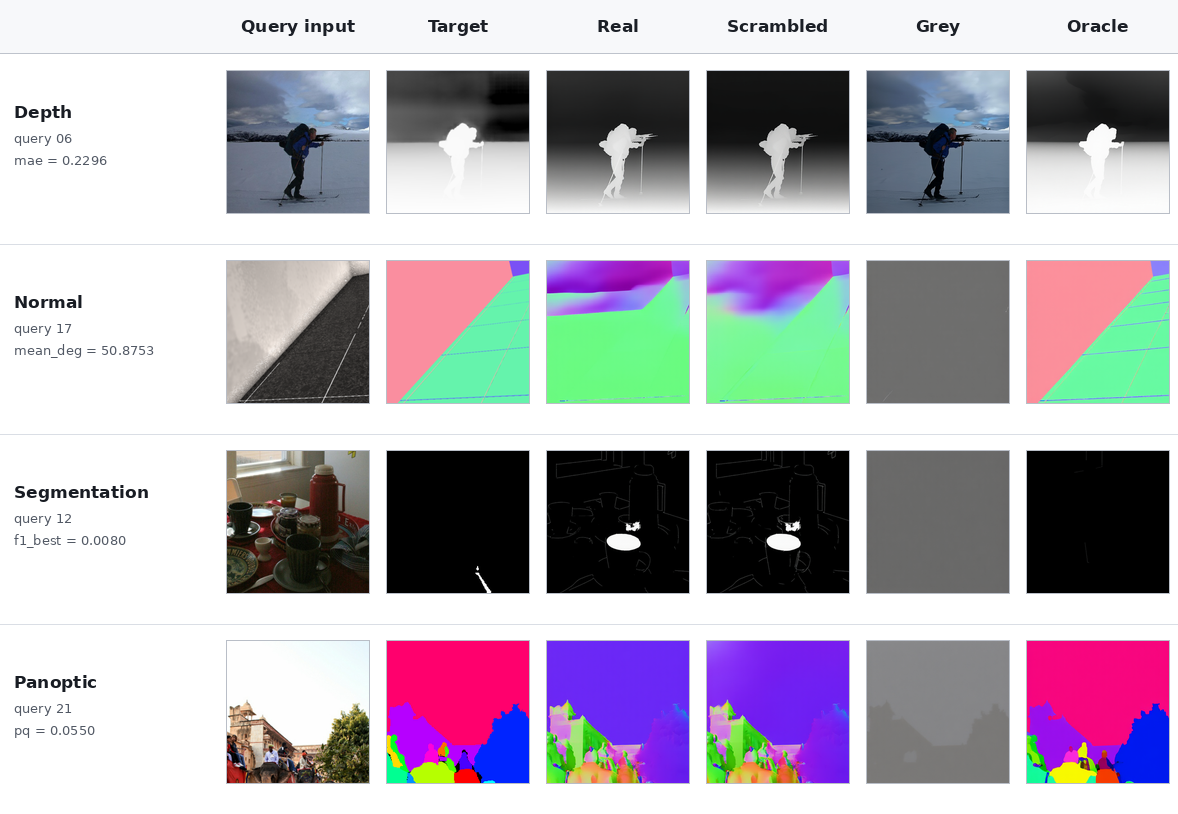 Query input Target Real Scrambled Grey Oracle
Depth
query 06
mae = 0.2296
Normal
query 17
mean_deg = 50.8753
Segmentation
query 12
f1_best = 0.0080
Panoptic
query 21
pq = 0.0550